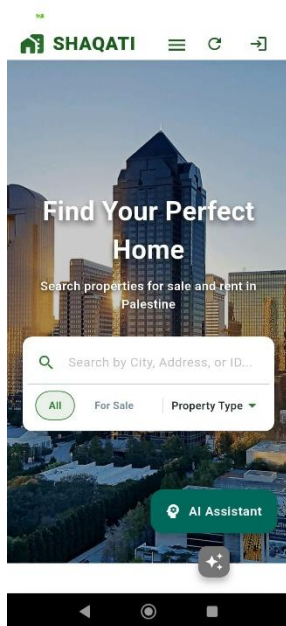 SHAQATI
Find Your Perfect
Home
Search properties for sale and rent in
Palestine
Search by City, Address, or ID...
All For Sale Property Type
AI Assistant